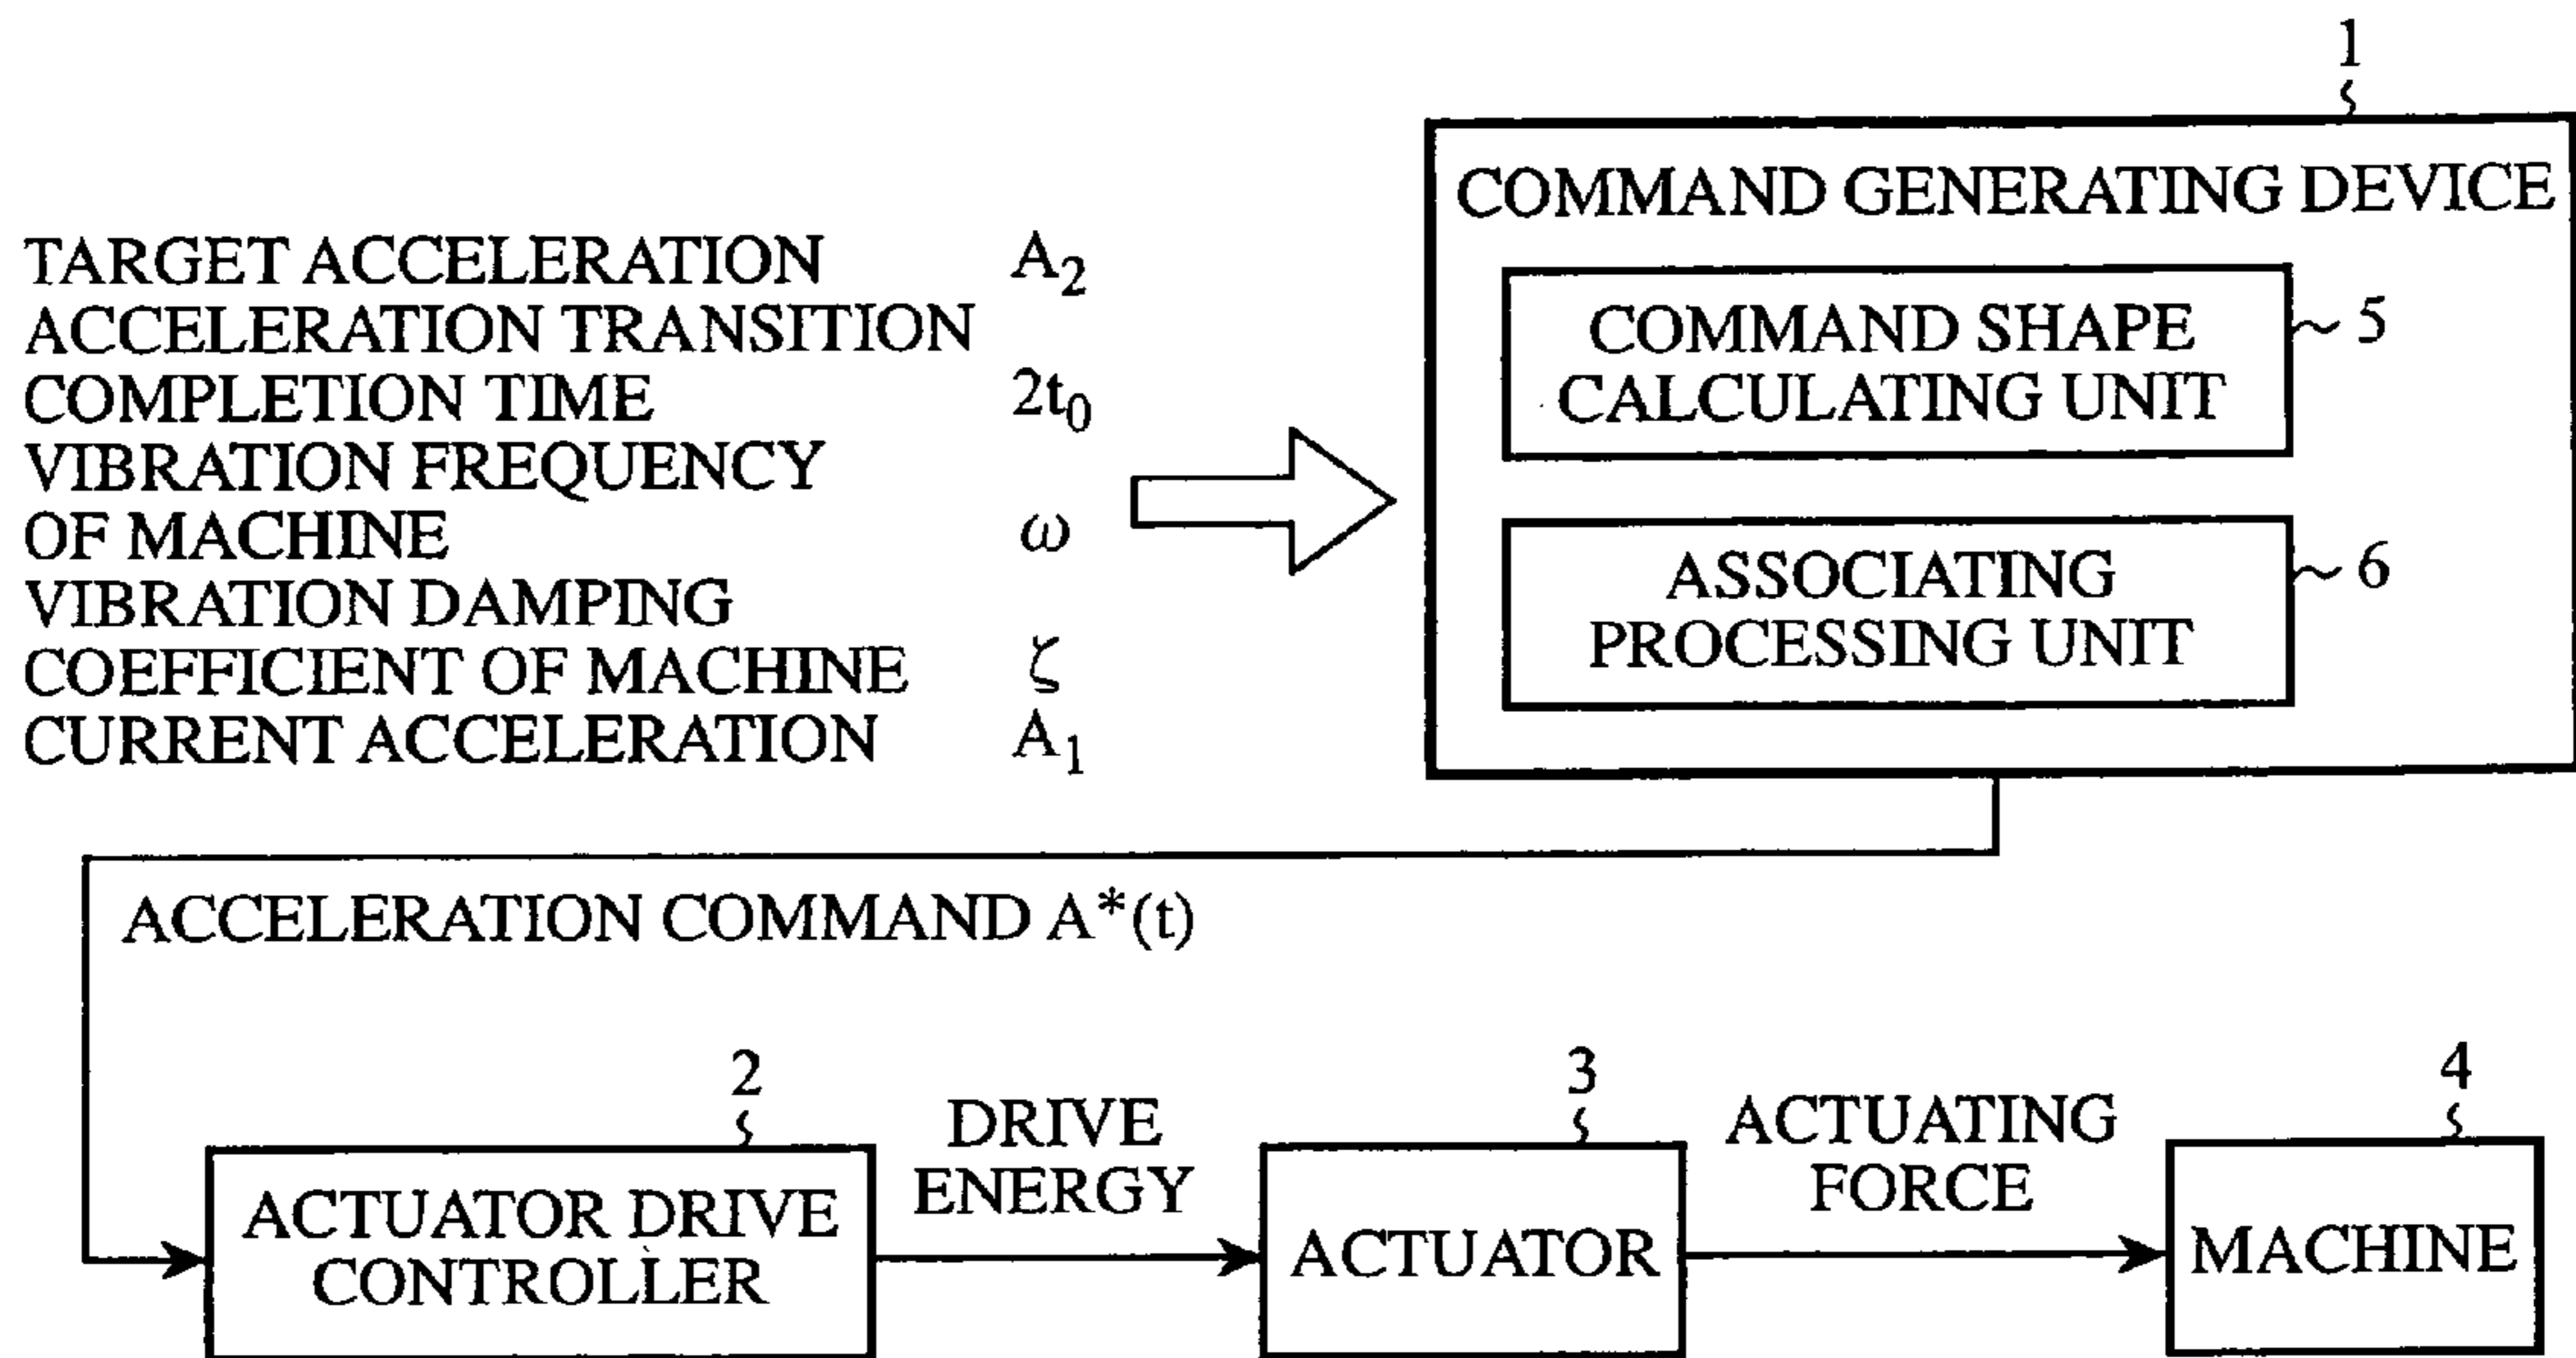 1
COMMAND GENERATING DEVICE
COMMAND SHAPE
CALCULATING UNIT
5
ASSOCIATING
PROCESSING UNIT
6
TARGET ACCELERATION A₂
ACCELERATION TRANSITION
COMPLETION TIME 2t₀
VIBRATION FREQUENCY
OF MACHINE ω
VIBRATION DAMPING
COEFFICIENT OF MACHINE ζ
CURRENT ACCELERATION A₁
ACCELERATION COMMAND A*(t)
2
ACTUATOR DRIVE
CONTROLLER
DRIVE
ENERGY
3
ACTUATOR
ACTUATING
FORCE
4
MACHINE